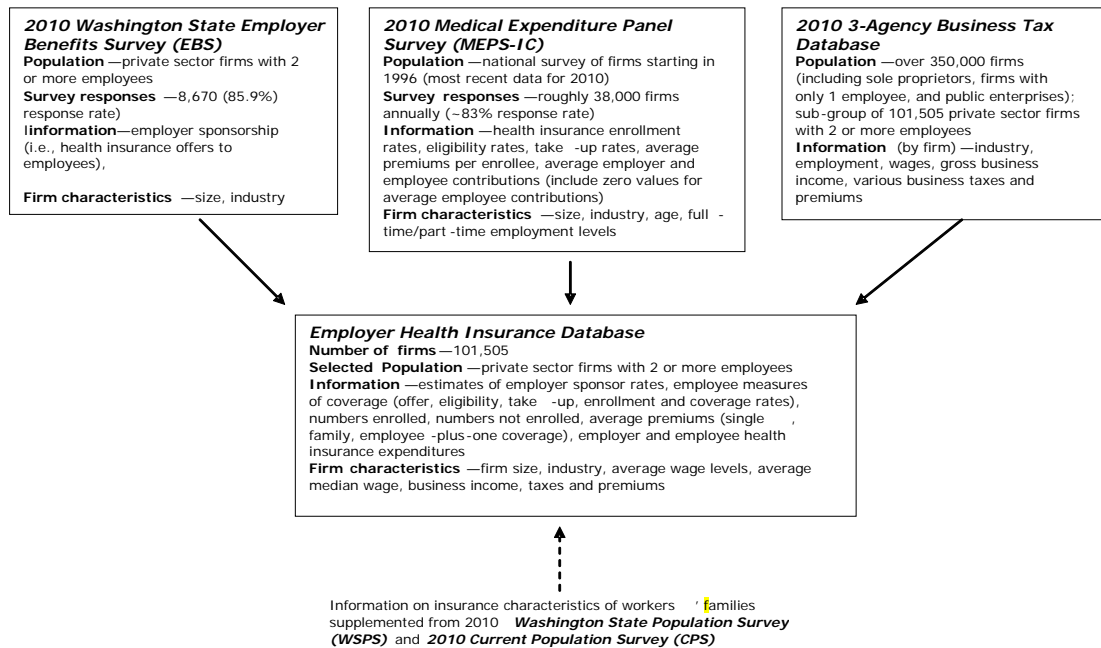 2010 Washington State Employer
Benefits Survey (EBS)
Population —private sector firms with 2
or more employees
Survey responses —8,670 (85.9%)
response rate)
Iinformation—employer sponsorship
(i.e., health insurance offers to
employees),
Firm characteristics —size, industry
2010 Medical Expenditure Panel
Survey (MEPS-IC)
Population —national survey of firms starting in
1996 (most recent data for 2010)
Survey responses —roughly 38,000 firms
annually (~83% response rate)
Information —health insurance enrollment
rates, eligibility rates, take -up rates, average
premiums per enrollee, average employer and
employee contributions (include zero values for
average employee contributions)
Firm characteristics —size, industry, age, full -
time/part -time employment levels
2010 3-Agency Business Tax
Database
Population —over 350,000 firms
(including sole proprietors, firms with
only 1 employee, and public enterprises);
sub-group of 101,505 private sector firms
with 2 or more employees
Information (by firm) —industry,
employment, wages, gross business
income, various business taxes and
premiums
Employer Health Insurance Database
Number of firms —101,505
Selected Population —private sector firms with 2 or more employees
Information —estimates of employer sponsor rates, employee measures
of coverage (offer, eligibility, take -up, enrollment and coverage rates),
numbers enrolled, numbers not enrolled, average premiums (single ,
family, employee -plus-one coverage), employer and employee health
insurance expenditures
Firm characteristics —firm size, industry, average wage levels, average
median wage, business income, taxes and premiums
Information on insurance characteristics of workers ’ families
supplemented from 2010 Washington State Population Survey
(WSPS) and 2010 Current Population Survey (CPS)